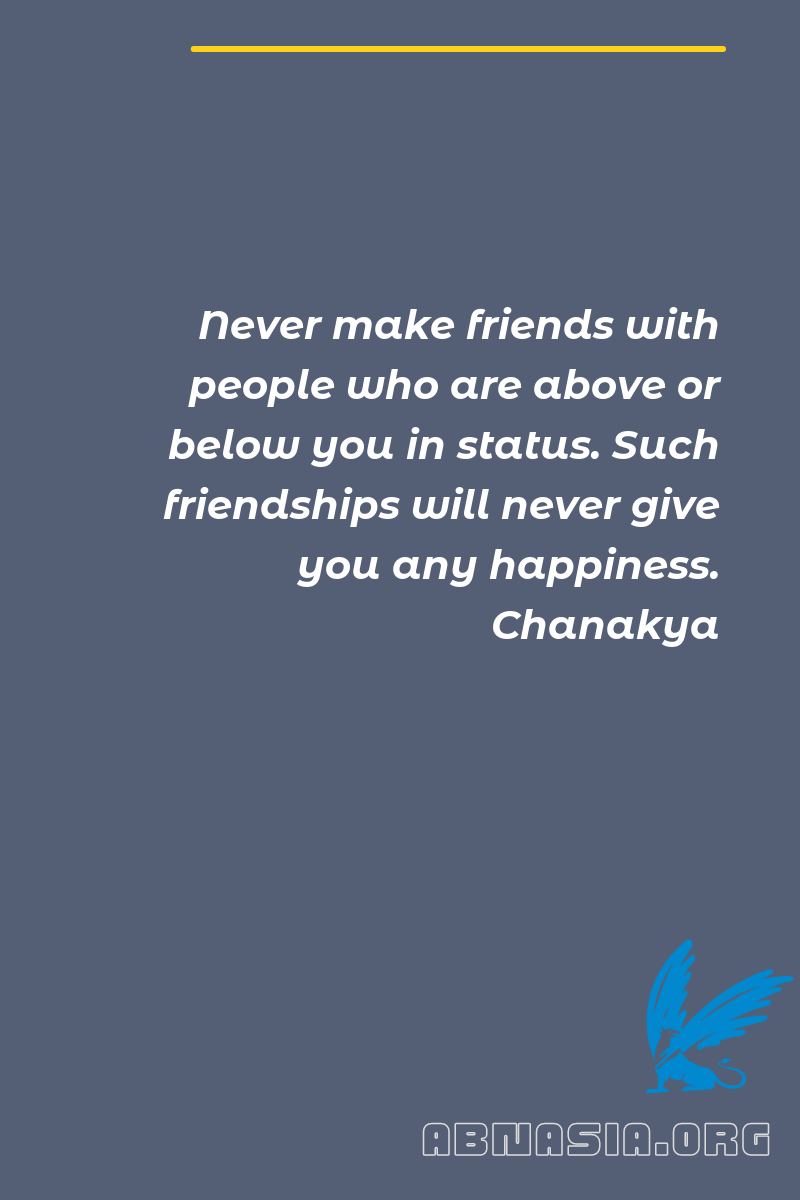 Never make friends with
people who are above or
below you in status. Such
friendships will never give
you any happiness.
Chanakya
ABNASIA.ORG